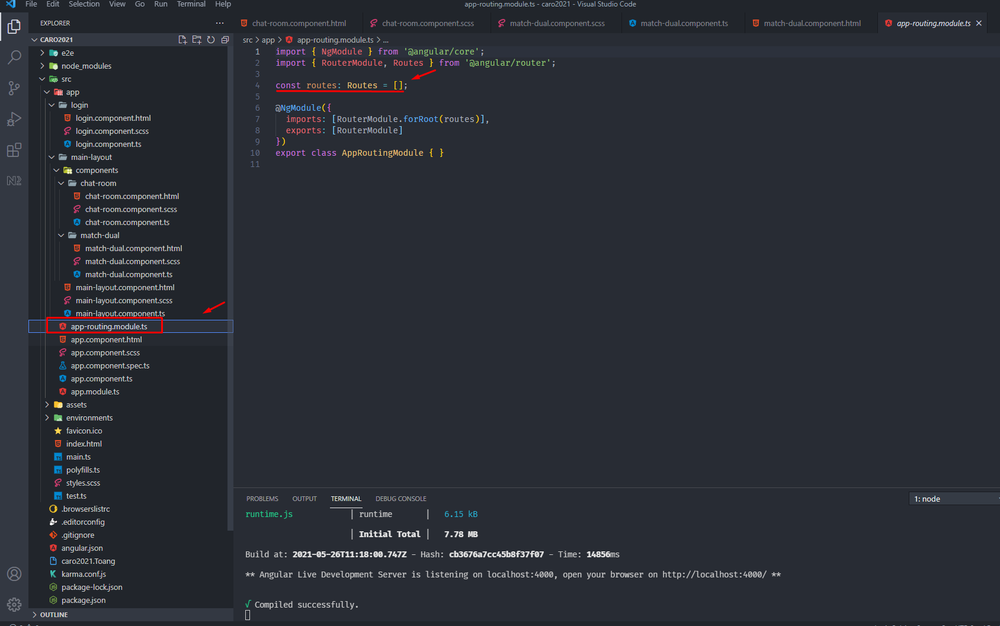 File Edit Selection View Go Run Terminal Help
app-routing.module.ts - caro2021 - Visual Studio Code
EXPLORER
CARO2021
e2e
node_modules
src
app
login
login.component.html
login.component.scss
login.component.ts
main-layout
components
chat-room
chat-room.component.html
chat-room.component.scss
chat-room.component.ts
match-dual
match-dual.component.html
match-dual.component.scss
match-dual.component.ts
main-layout.component.html
main-layout.component.scss
main-layout.component.ts
app-routing.module.ts
app.component.html
app.component.scss
app.component.spec.ts
app.component.ts
app.module.ts
assets
environments
favicon.ico
index.html
main.ts
polyfills.ts
styles.scss
test.ts
.browserslistrc
.editorconfig
.gitignore
angular.json
caro2021.Toang
karma.conf.js
package-lock.json
package.json
OUTLINE
chat-room.component.html chat-room.component.scss match-dual.component.scss match-dual.component.ts match-dual.component.html app-routing.module.ts
src > app > app-routing.module.ts > ...
1 import { NgModule } from '@angular/core';
2 import { RouterModule, Routes } from '@angular/router';
3
4 const routes: Routes = [];
5
6 @NgModule({
7 imports: [RouterModule.forRoot(routes)],
8 exports: [RouterModule]
9 })
10 export class AppRoutingModule { }
11
PROBLEMS OUTPUT TERMINAL DEBUG CONSOLE 1: node
runtime.js | runtime | 6.15 kB
| Initial Total | 7.78 MB
Build at: 2021-05-26T11:18:00.747Z - Hash: cb3676a7cc45b8f37f07 - Time: 14856ms
** Angular Live Development Server is listening on localhost:4000, open your browser on http://localhost:4000/ **
√ Compiled successfully.